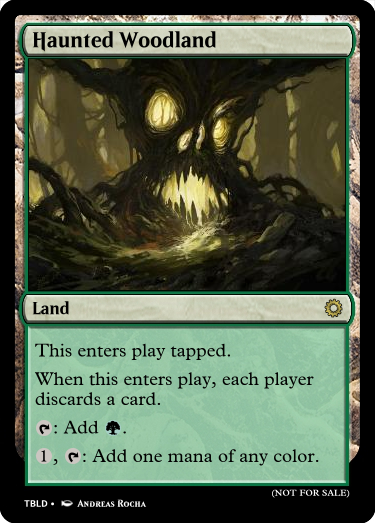 Haunted Woodland
Land
This enters play tapped.
When this enters play, each player
discards a card.
: Add .
1, : Add one mana of any color.
(NOT FOR SALE)
TBLD • Andreas Rocha